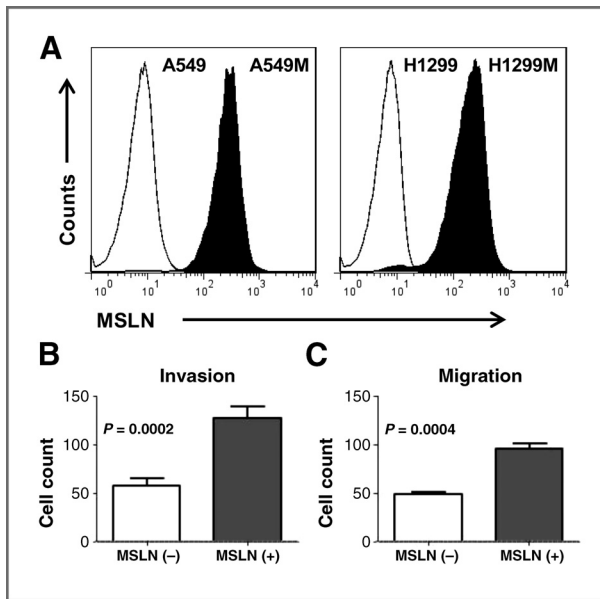 A
A549 A549M H1299 H1299M
Counts
10⁰ 10¹ 10² 10³ 10⁴ 10⁰ 10¹ 10² 10³ 10⁴
MSLN
B C
Invasion Migration
150 150
P = 0.0002 P = 0.0004
100 100
Cell count Cell count
50 50
0 0
MSLN (–) MSLN (+) MSLN (–) MSLN (+)